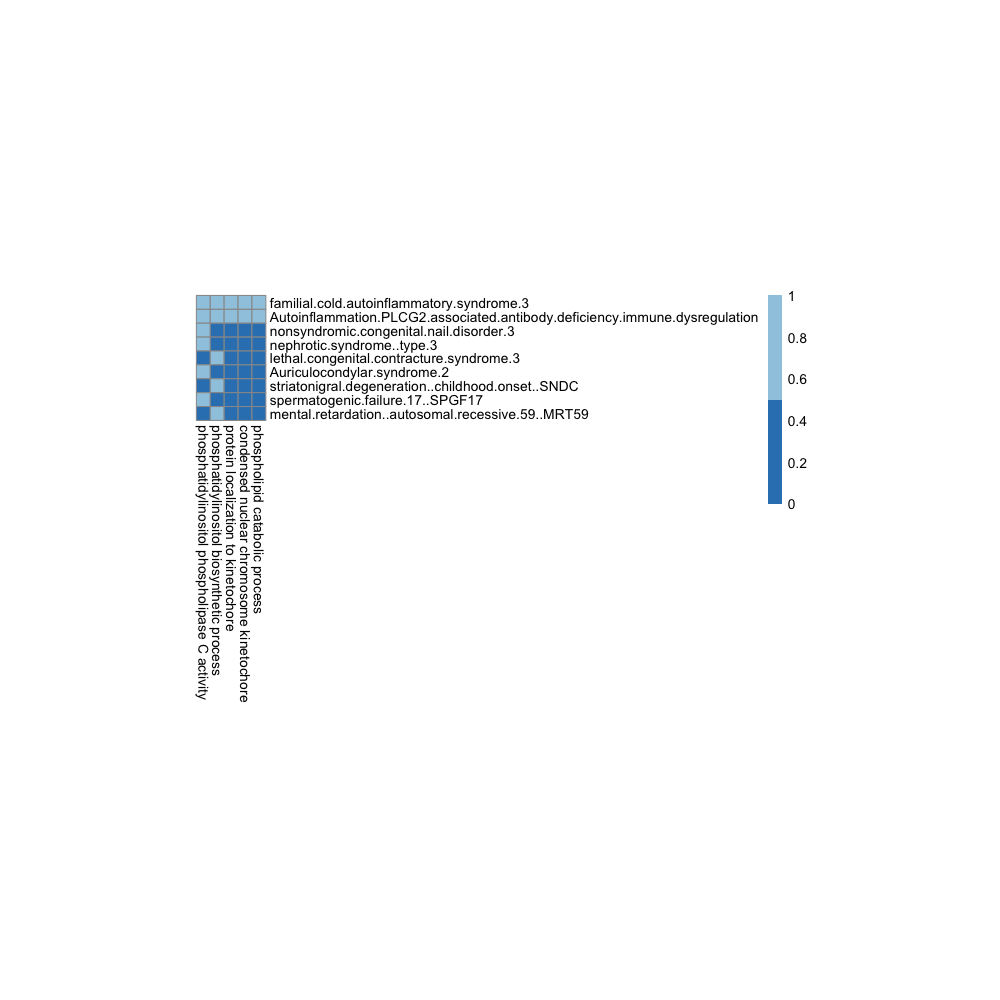 familial.cold.autoinflammatory.syndrome.3
Autoinflammation.PLCG2.associated.antibody.deficiency.immune.dysregulation
nonsyndromic.congenital.nail.disorder.3
nephrotic.syndrome..type.3
lethal.congenital.contracture.syndrome.3
Auriculocondylar.syndrome.2
striatonigral.degeneration..childhood.onset..SNDC
spermatogenic.failure.17..SPGF17
mental.retardation..autosomal.recessive.59..MRT59
phosphatidylinositol phospholipase C activity
phosphatidylinositol biosynthetic process
protein localization to kinetochore
condensed nuclear chromosome kinetochore
phospholipid catabolic process
1
0.8
0.6
0.4
0.2
0